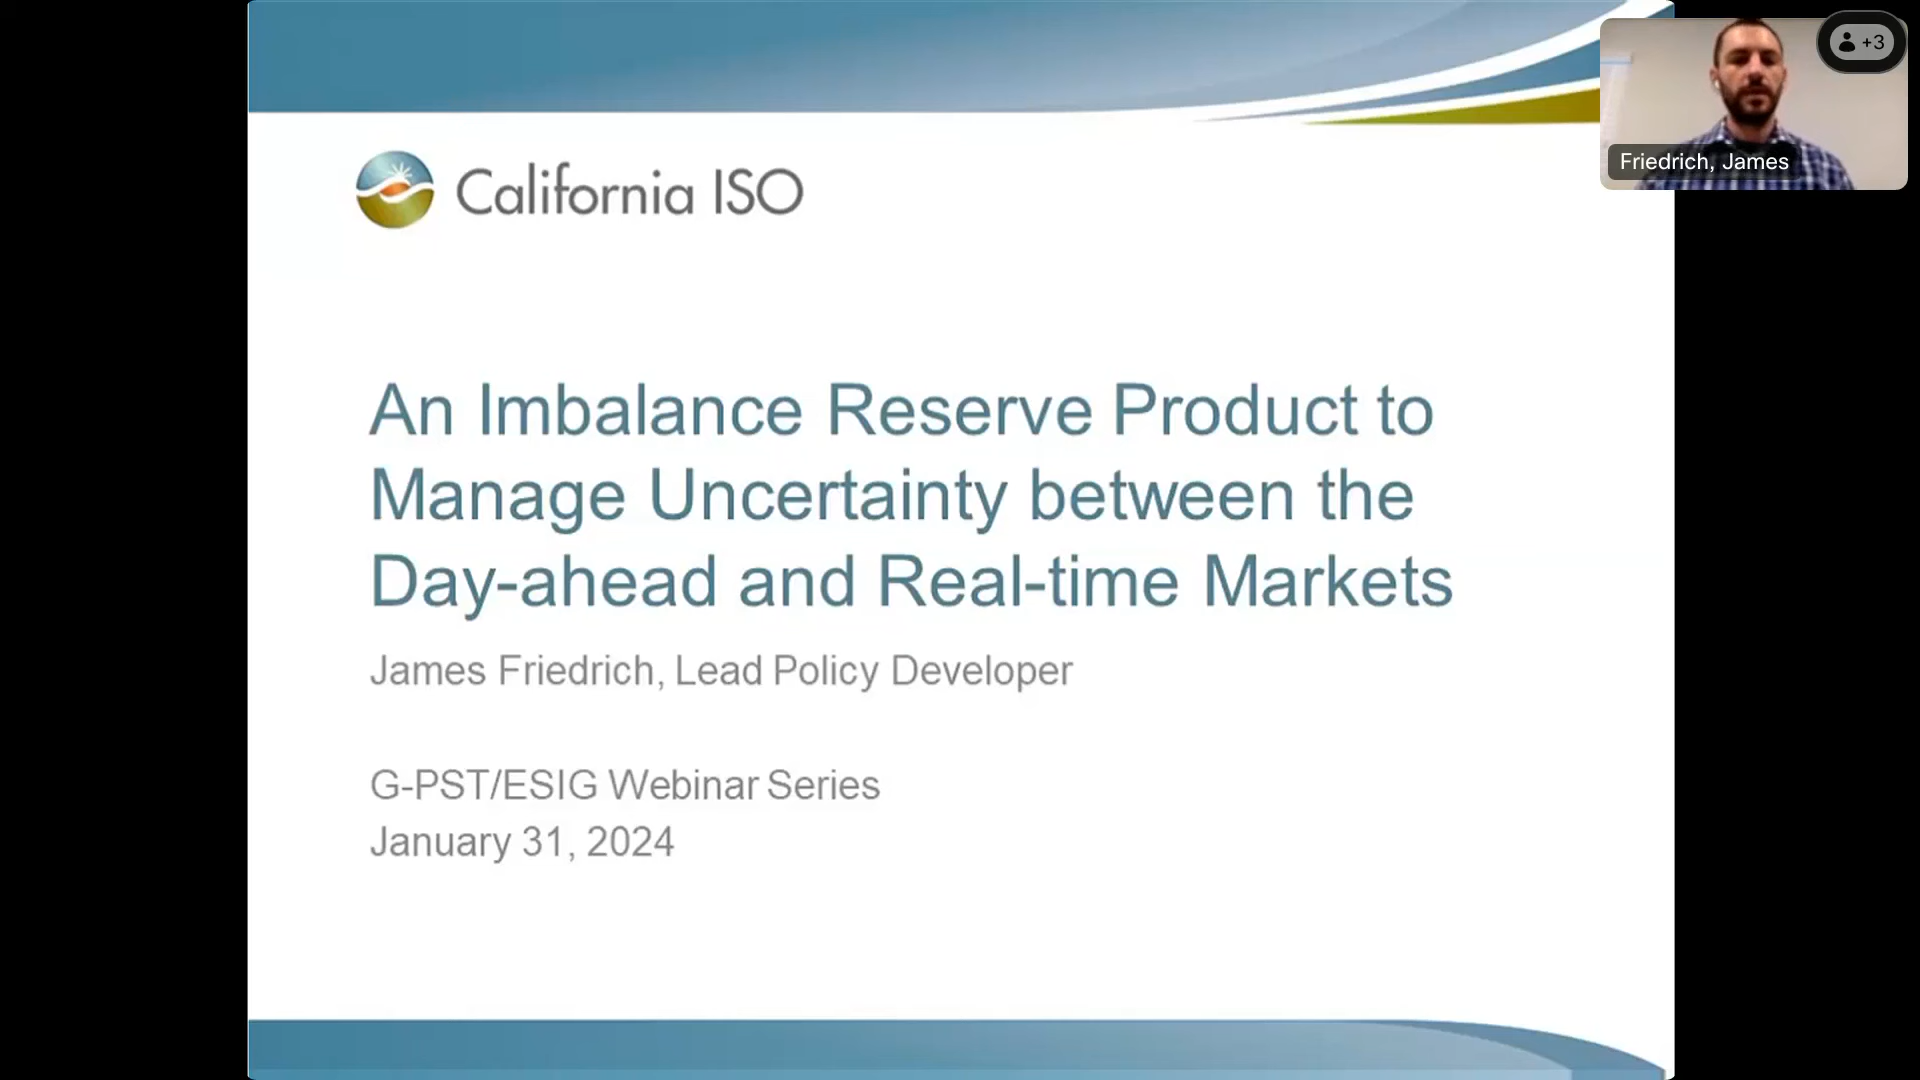 +3
Friedrich, James
California ISO
An Imbalance Reserve Product to
Manage Uncertainty between the
Day-ahead and Real-time Markets
James Friedrich, Lead Policy Developer
G-PST/ESIG Webinar Series
January 31, 2024